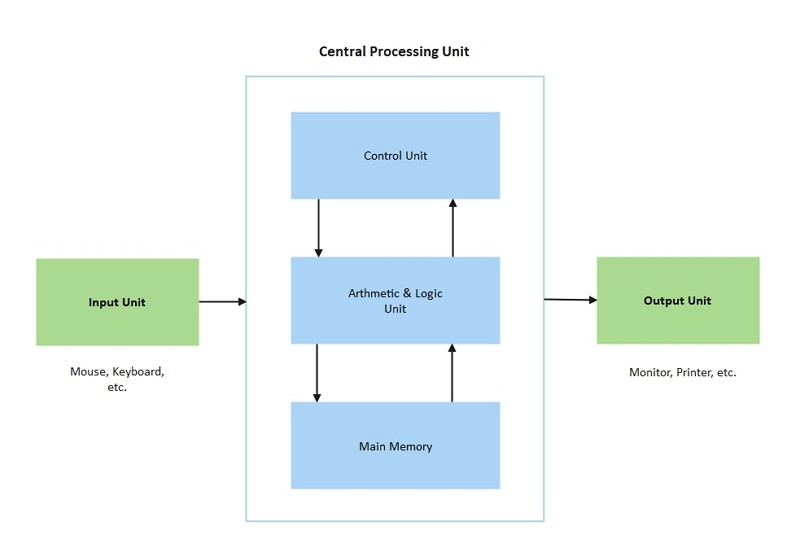 Central Processing Unit
Control Unit
Arthmetic & Logic
Unit
Input Unit
Output Unit
Mouse, Keyboard,
etc.
Monitor, Printer, etc.
Main Memory